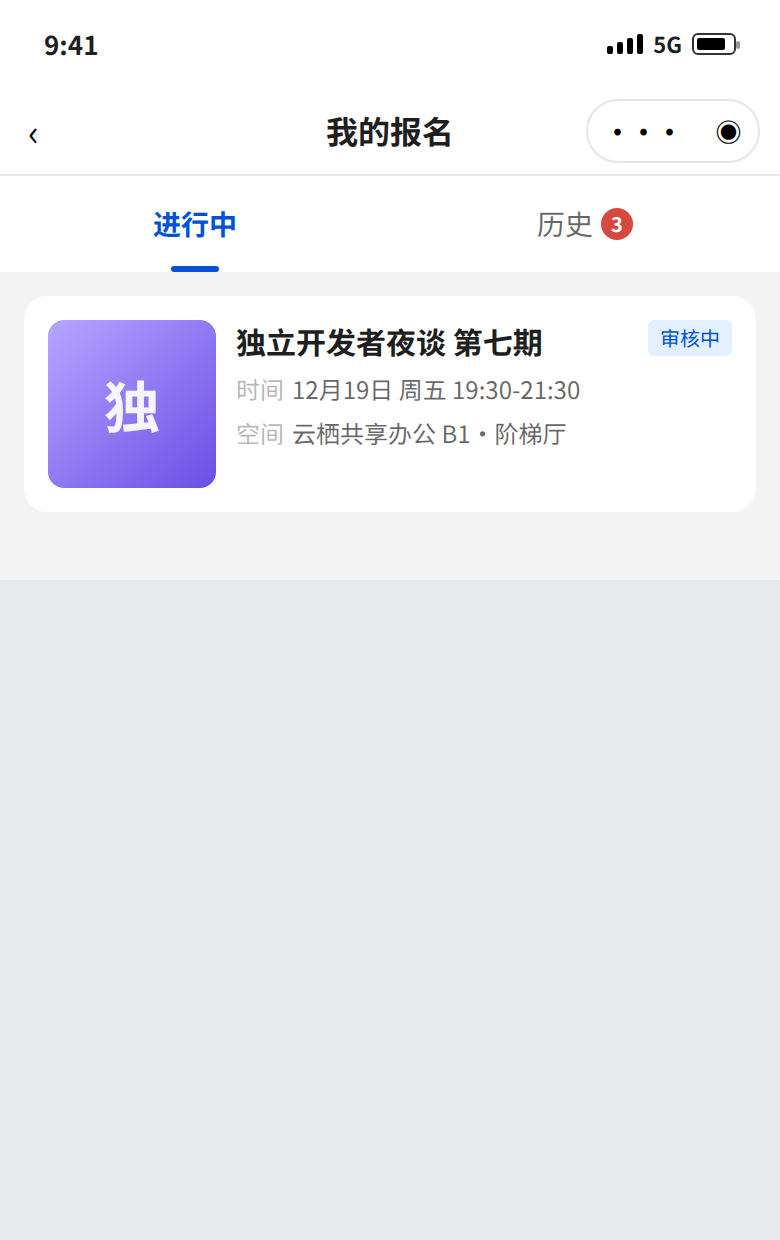 9:41
5G
‹
我的报名
进行中
历史 3
独
独立开发者夜谈 第七期
审核中
时间 12月19日 周五 19:30-21:30
空间 云栖共享办公 B1·阶梯厅